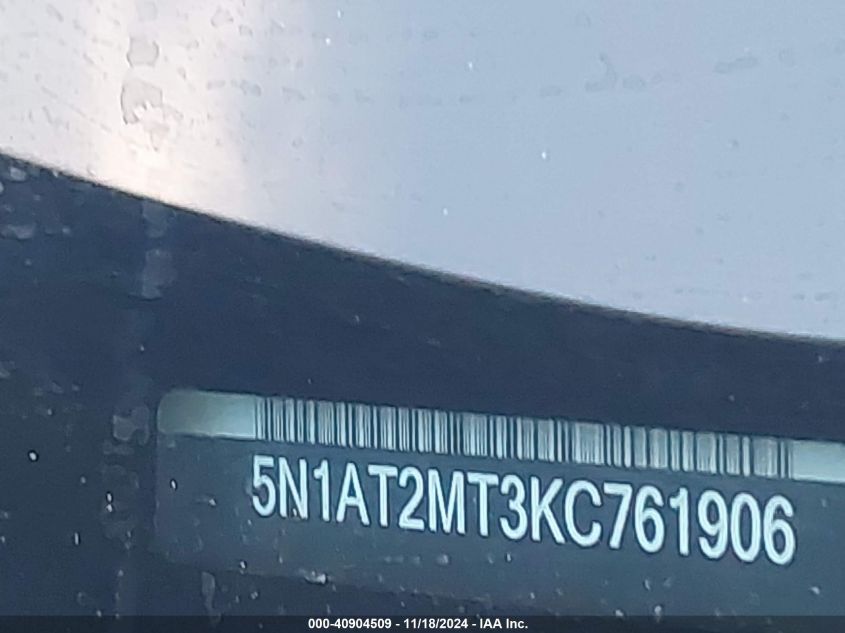 5N1AT2MT3KC761906
000-40904509 - 11/18/2024 - IAA Inc.